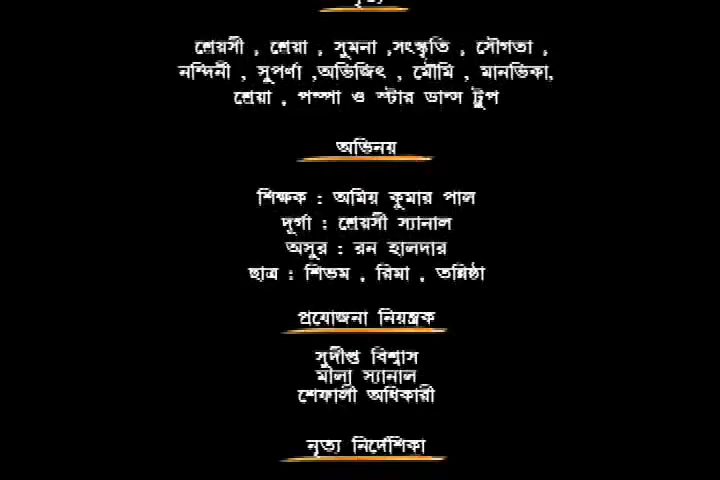 নৃত্য
শ্রেয়সী , শ্রেয়া , সুমনা ,সংস্কৃতি , সৌগতা ,
নন্দিনী , সুপর্ণা ,অভিজিৎ , মৌমি , মানভিকা,
শ্রেয়া , পম্পা ও স্টার ডান্স ট্রুপ
অভিনয়
শিক্ষক : অমিয় কুমার পাল
দূর্গা : শ্রেয়সী স্যানাল
অসুর : রন হালদার
ছাত্র : শিভম , রিমা , তন্নিষ্ঠা
প্রযোজনা নিয়ন্ত্রক
সুদীপ্ত বিশ্বাস
মীলা স্যানাল
শেফালী অধিকারী
নৃত্য নির্দেশিকা